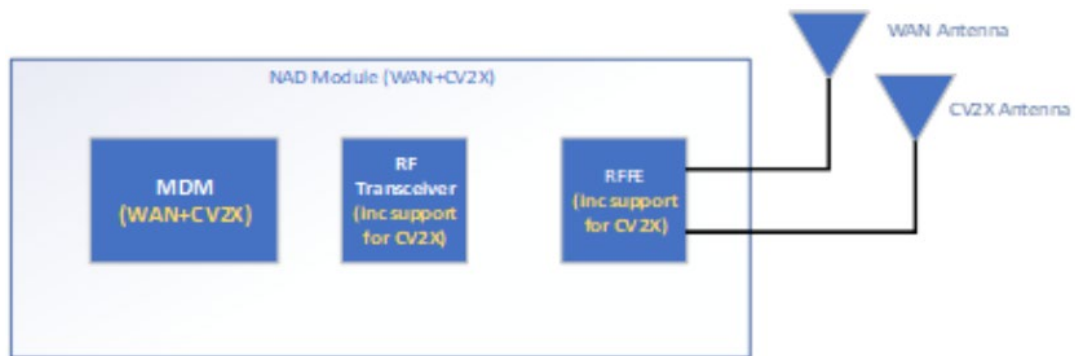 WAN Antenna
NAD Module (WAN+CV2X)
CV2X Antenna
MDM
(WAN+CV2X)
RF
Transceiver
(Inc support
for CV2X)
RFFE
(Inc support
for CV2X)